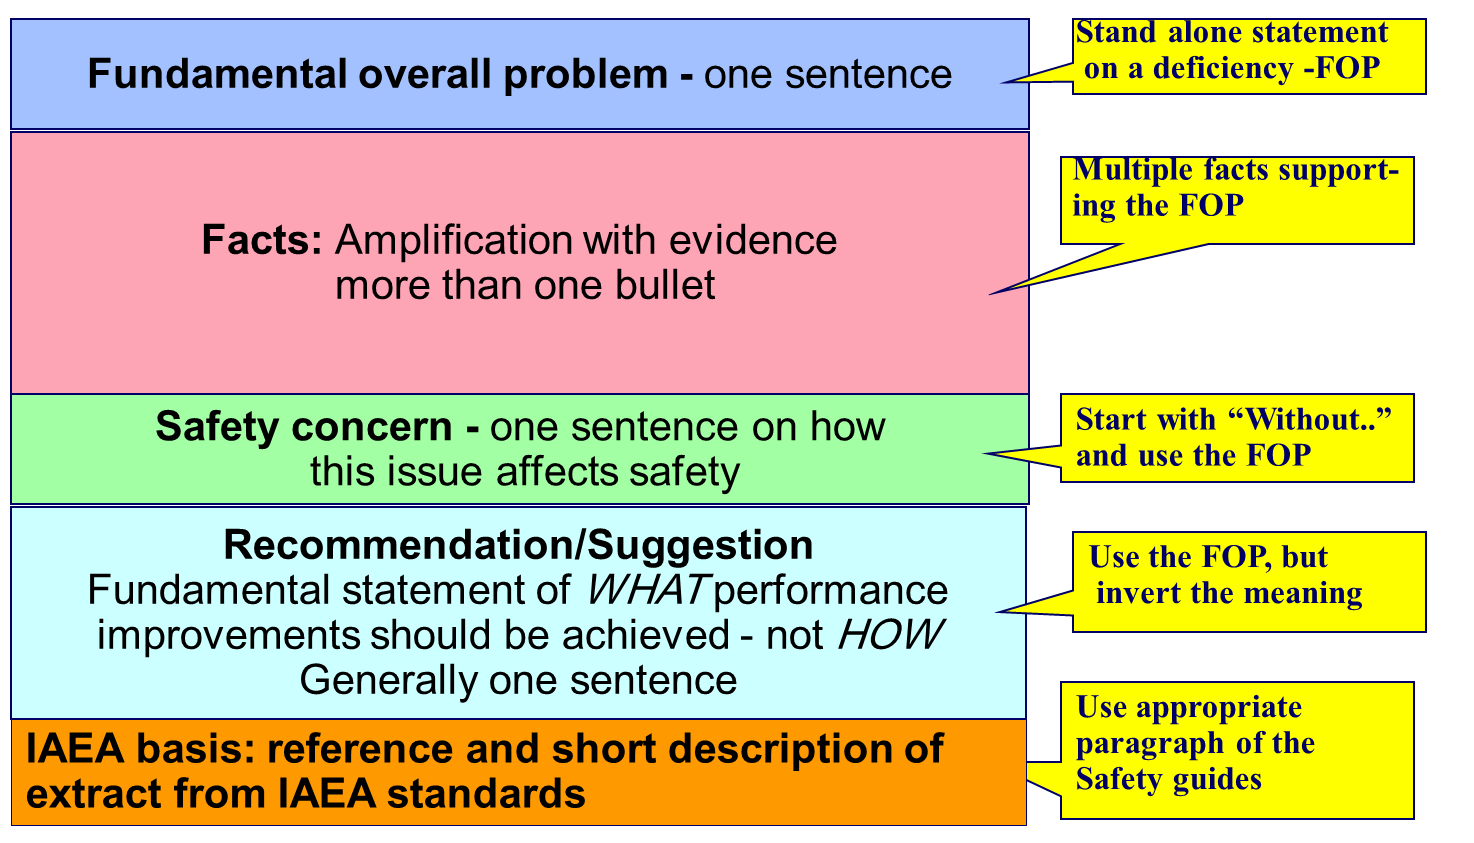 Fundamental overall problem - one sentence
Stand alone statement
on a deficiency -FOP
Facts: Amplification with evidence
more than one bullet
Multiple facts support-
ing the FOP
Safety concern - one sentence on how
this issue affects safety
Start with “Without..”
and use the FOP
Recommendation/Suggestion
Fundamental statement of WHAT performance
improvements should be achieved - not HOW
Generally one sentence
Use the FOP, but
invert the meaning
IAEA basis: reference and short description of
extract from IAEA standards
Use appropriate
paragraph of the
Safety guides